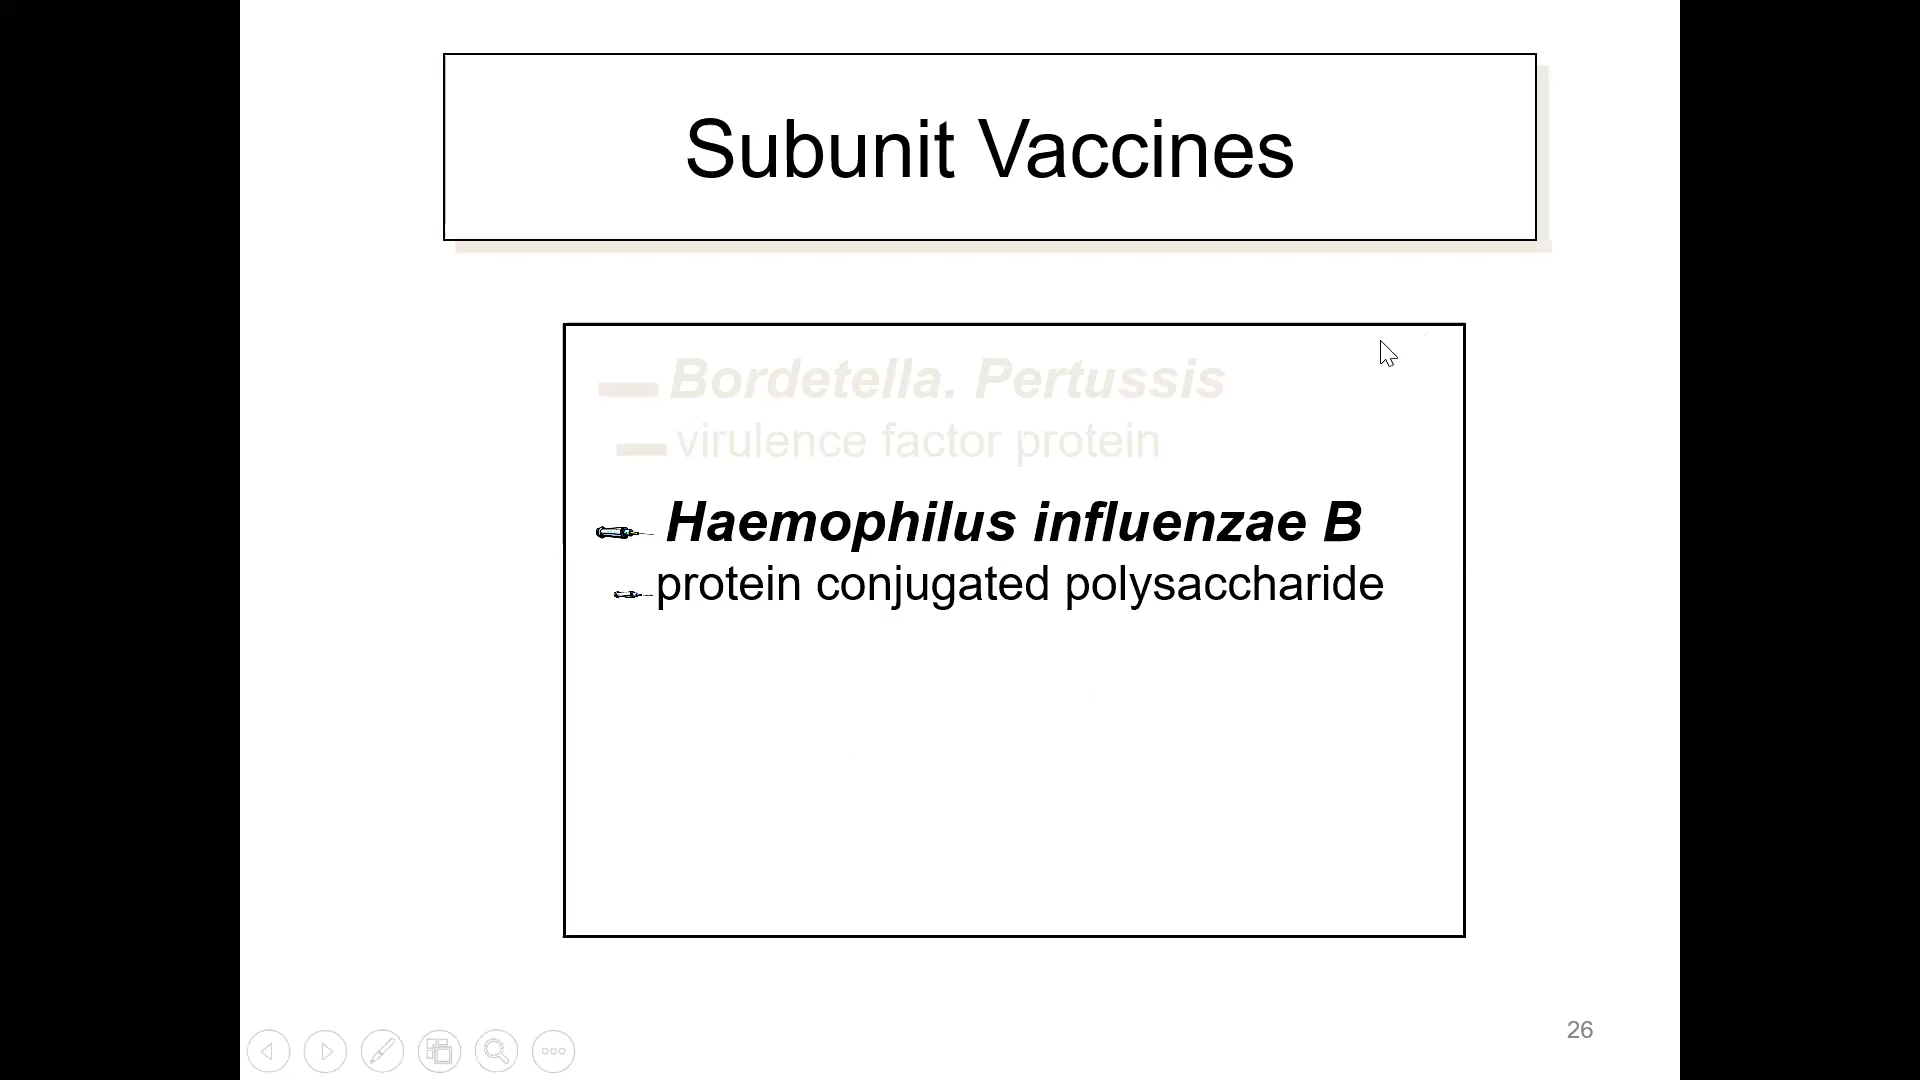 Subunit Vaccines
Bordetella. Pertussis
virulence factor protein
Haemophilus influenzae B
protein conjugated polysaccharide
26